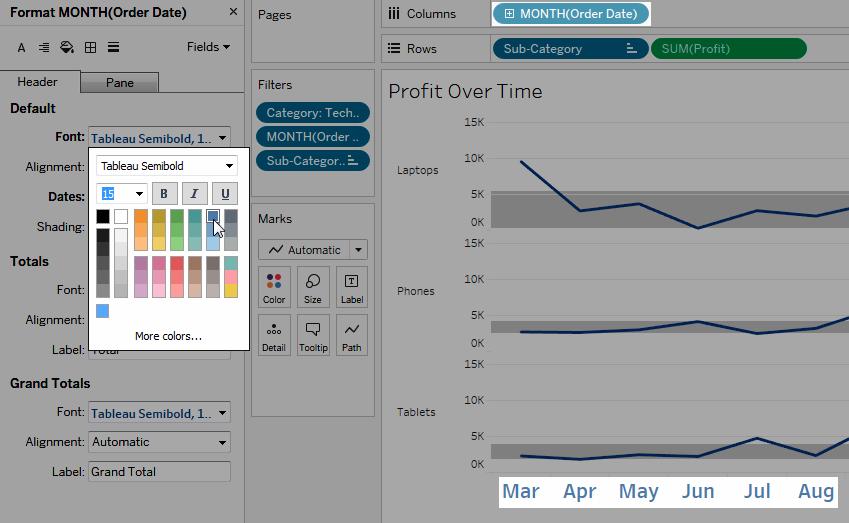 Format MONTH(Order Date)
Fields
Header
Pane
Default
Font:
Tableau Semibold, 1..
Alignment:
Dates:
Shading:
Totals
Font:
Alignment:
Label:
Total
Grand Totals
Font:
Tableau Semibold, 1..
Alignment:
Automatic
Label:
Grand Total
Tableau Semibold
15
B
I
U
More colors...
Pages
Filters
Category: Tech..
MONTH(Order ..
Sub-Categor..
Marks
Automatic
Color
Size
Label
Detail
Tooltip
Path
Columns
MONTH(Order Date)
Rows
Sub-Category
SUM(Profit)
Profit Over Time
Laptops
15K
10K
5K
0K
Phones
15K
10K
5K
0K
Tablets
15K
10K
5K
0K
Mar Apr May Jun Jul Aug